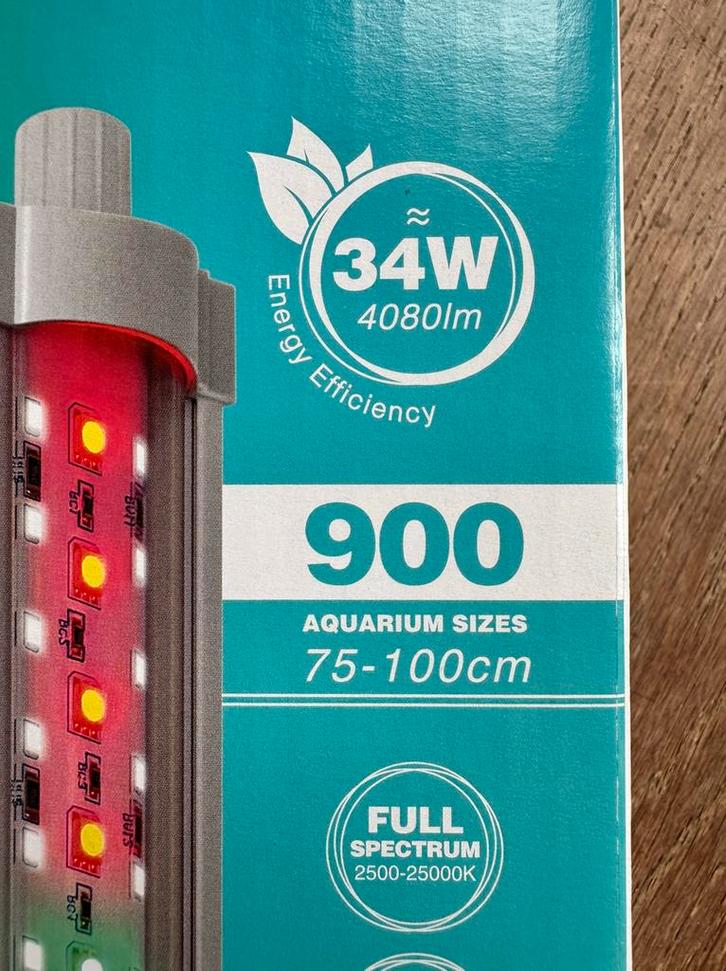 ≈
34W
4080lm
Energy Efficiency
900
AQUARIUM SIZES
75-100cm
FULL
SPECTRUM
2500-25000K